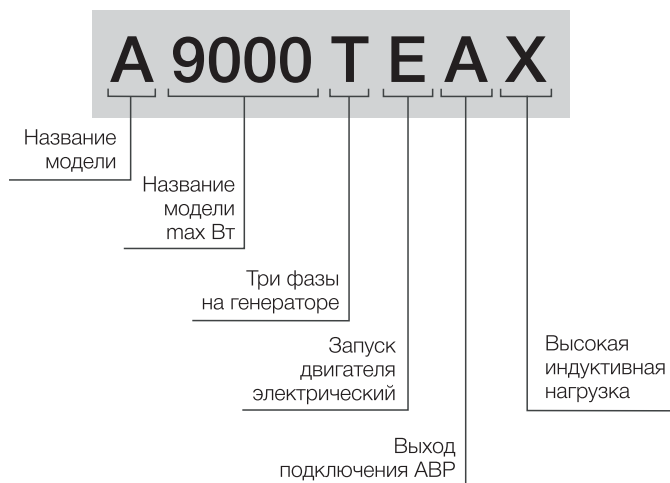 A 9000 T E A X
Название
модели
Название
модели
max Вт
Три фазы
на генераторе
Запуск
двигателя
электрический
Высокая
индуктивная
нагрузка
Выход
подключения АВР